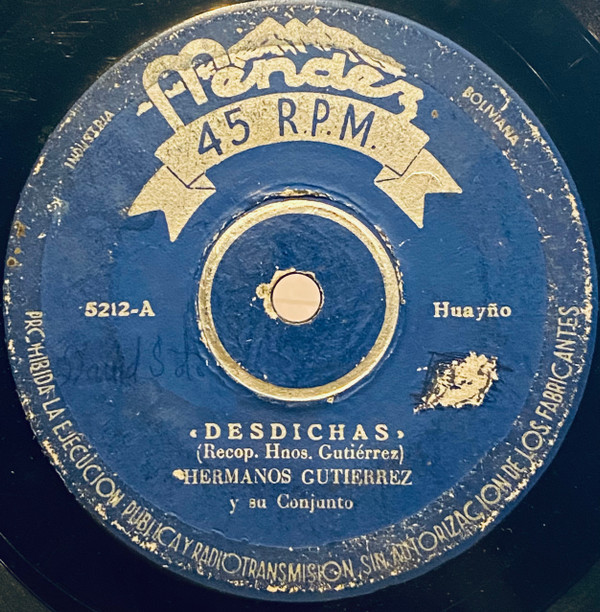 Mendez
INDUSTRIA
BOLIVIANA
45 R.P.M.
5212-A
Huayño
«DESDICHAS»
(Recop. Hnos. Gutiérrez)
HERMANOS GUTIERREZ
y su Conjunto
PROHIBIDA LA EJECUCION PUBLICA Y RADIOTRANSMISION SIN AUTORIZACION DE LOS FABRICANTES